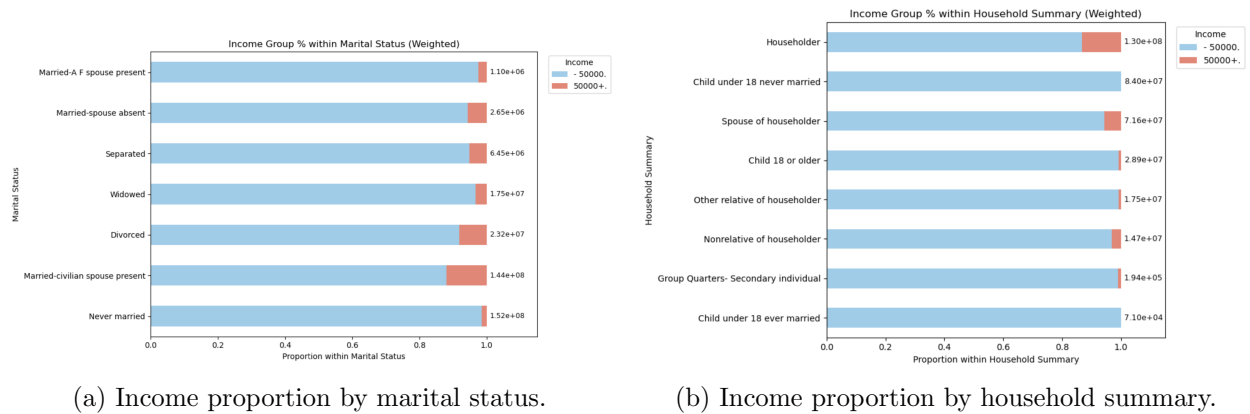 Income Group % within Marital Status (Weighted)
Income
- 50000.
50000+.
Marital Status
Married-A F spouse present
1.10e+06
Married-spouse absent
2.65e+06
Separated
6.45e+06
Widowed
1.75e+07
Divorced
2.32e+07
Married-civilian spouse present
1.44e+08
Never married
1.52e+08
0.0 0.2 0.4 0.6 0.8 1.0
Proportion within Marital Status
(a) Income proportion by marital status.
Income Group % within Household Summary (Weighted)
Income
- 50000.
50000+.
Household Summary
Householder
1.30e+08
Child under 18 never married
8.40e+07
Spouse of householder
7.16e+07
Child 18 or older
2.89e+07
Other relative of householder
1.75e+07
Nonrelative of householder
1.47e+07
Group Quarters- Secondary individual
1.94e+05
Child under 18 ever married
7.10e+04
0.0 0.2 0.4 0.6 0.8 1.0
Proportion within Household Summary
(b) Income proportion by household summary.